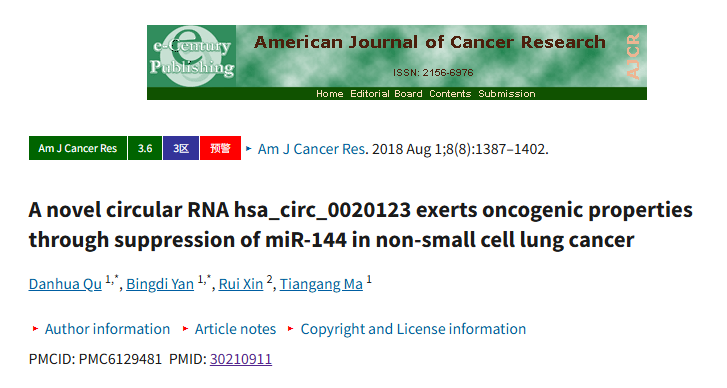 e-Century
Publishing
American Journal of Cancer Research
ISSN: 2156-6976
AJCR
Home Editorial Board Contents Submission
Am J Cancer Res 3.6 3区 预警 Am J Cancer Res. 2018 Aug 1;8(8):1387–1402.
A novel circular RNA hsa_circ_0020123 exerts oncogenic properties
through suppression of miR-144 in non-small cell lung cancer
Danhua Qu 1,*, Bingdi Yan 1,*, Rui Xin 2, Tiangang Ma 1
Author information Article notes Copyright and License information
PMCID: PMC6129481 PMID: 30210911